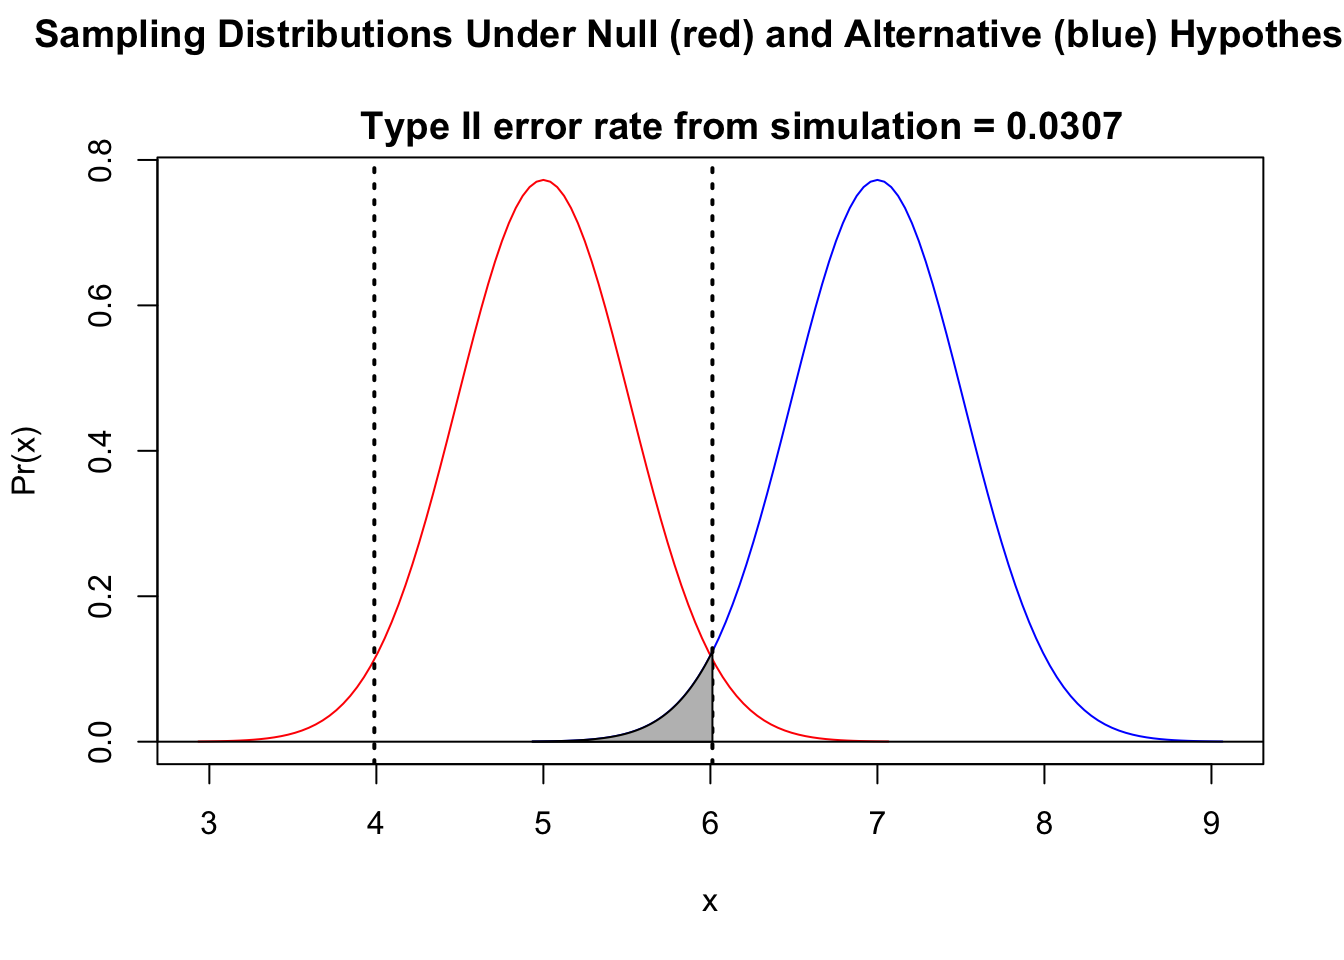 Sampling Distributions Under Null (red) and Alternative (blue) Hypothes
Type II error rate from simulation = 0.0307
0.8
0.6
0.4
0.2
0.0
Pr(x)
3 4 5 6 7 8 9
x